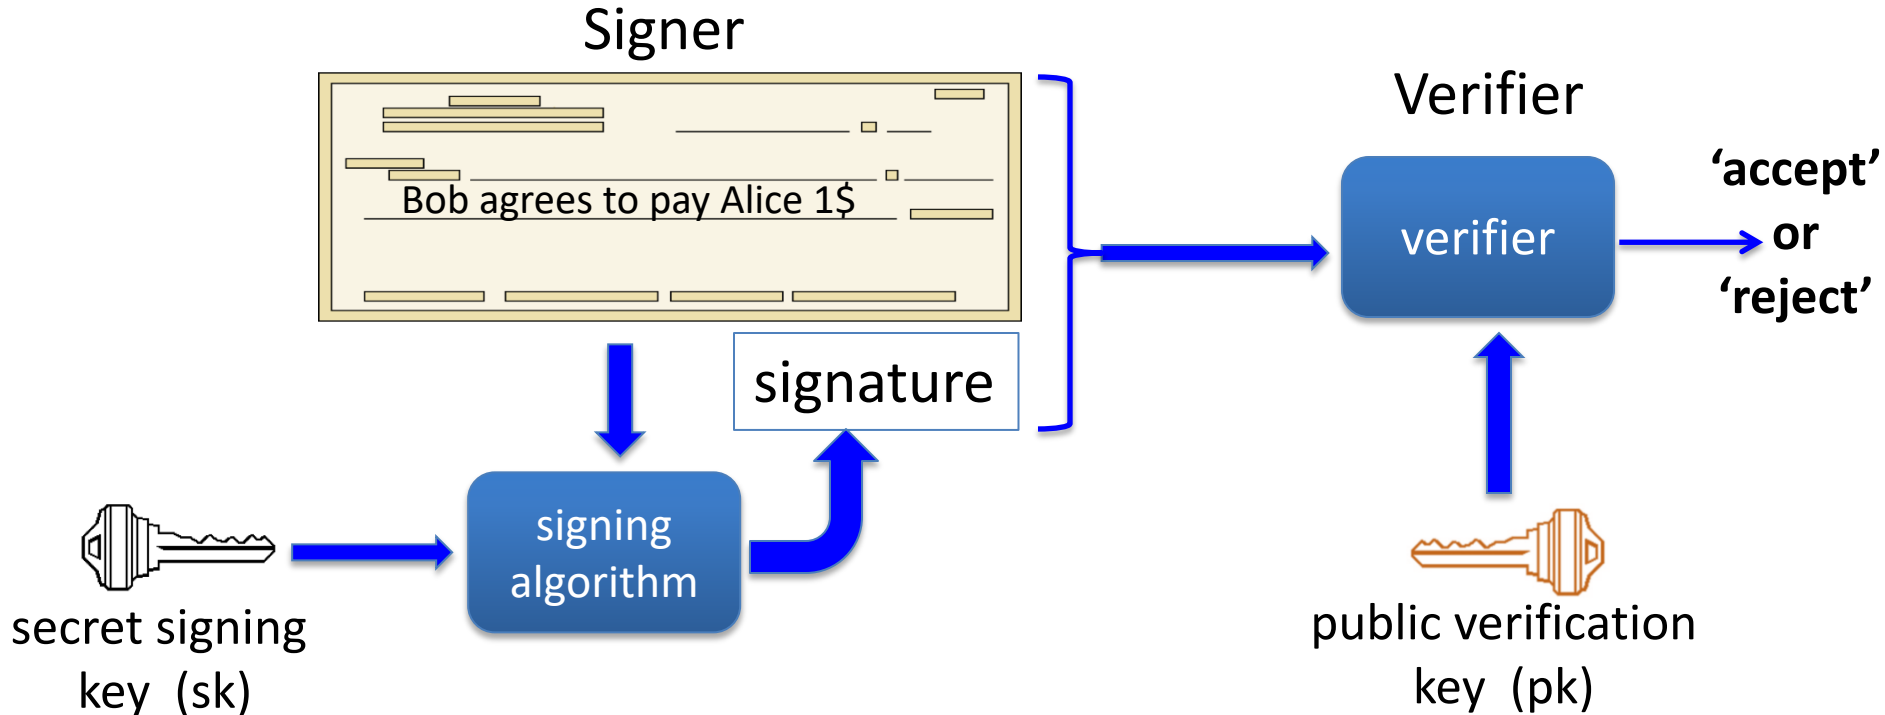 Signer
Bob agrees to pay Alice 1$
signature
signing
algorithm
secret signing
key (sk)
Verifier
verifier
‘accept’
or
‘reject’
public verification
key (pk)